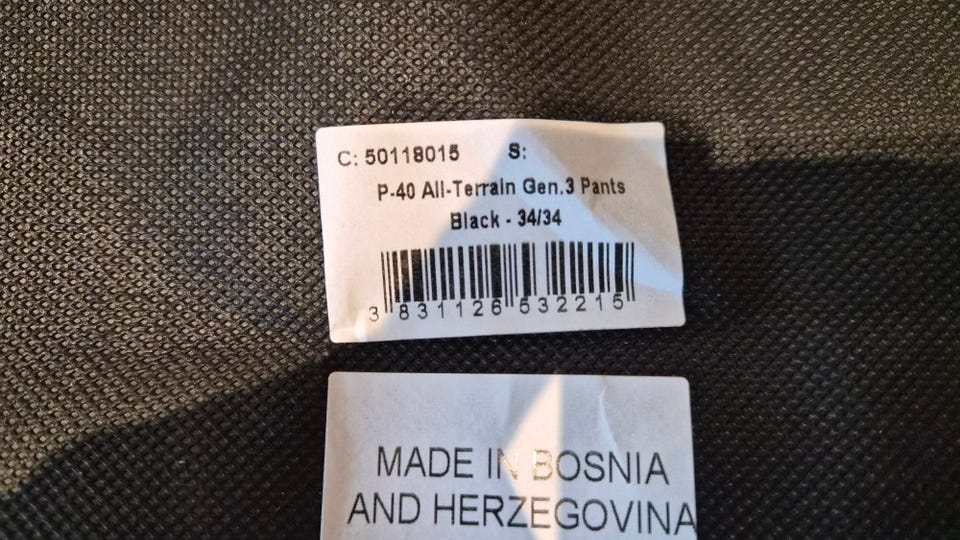 C: 50118015 S:
P-40 All-Terrain Gen.3 Pants
Black - 34/34
3 831126 532215
MADE IN BOSNIA
AND HERZEGOVINA